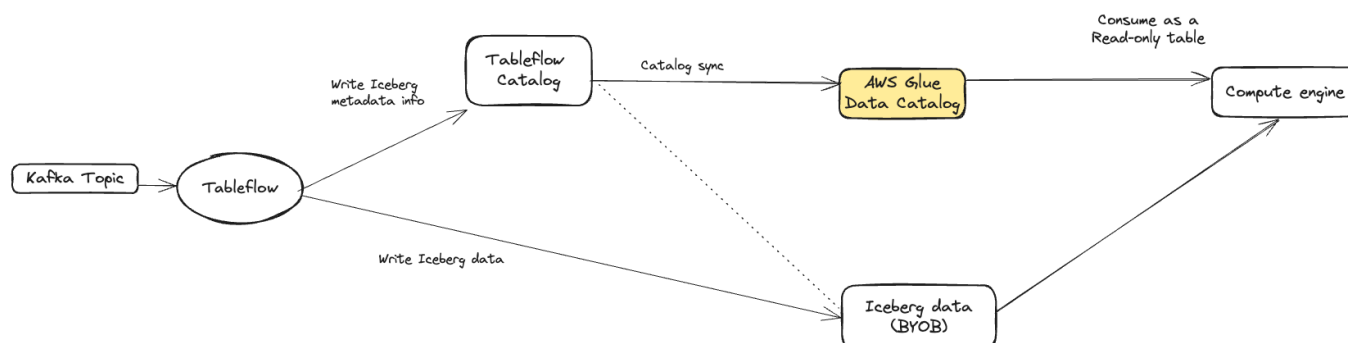 Consume as a
Read-only table
Tableflow
Catalog
Catalog sync
AWS Glue
Data Catalog
Compute engine
Write Iceberg
metadata info
Kafka Topic
Tableflow
Write Iceberg data
Iceberg data
(BYOB)